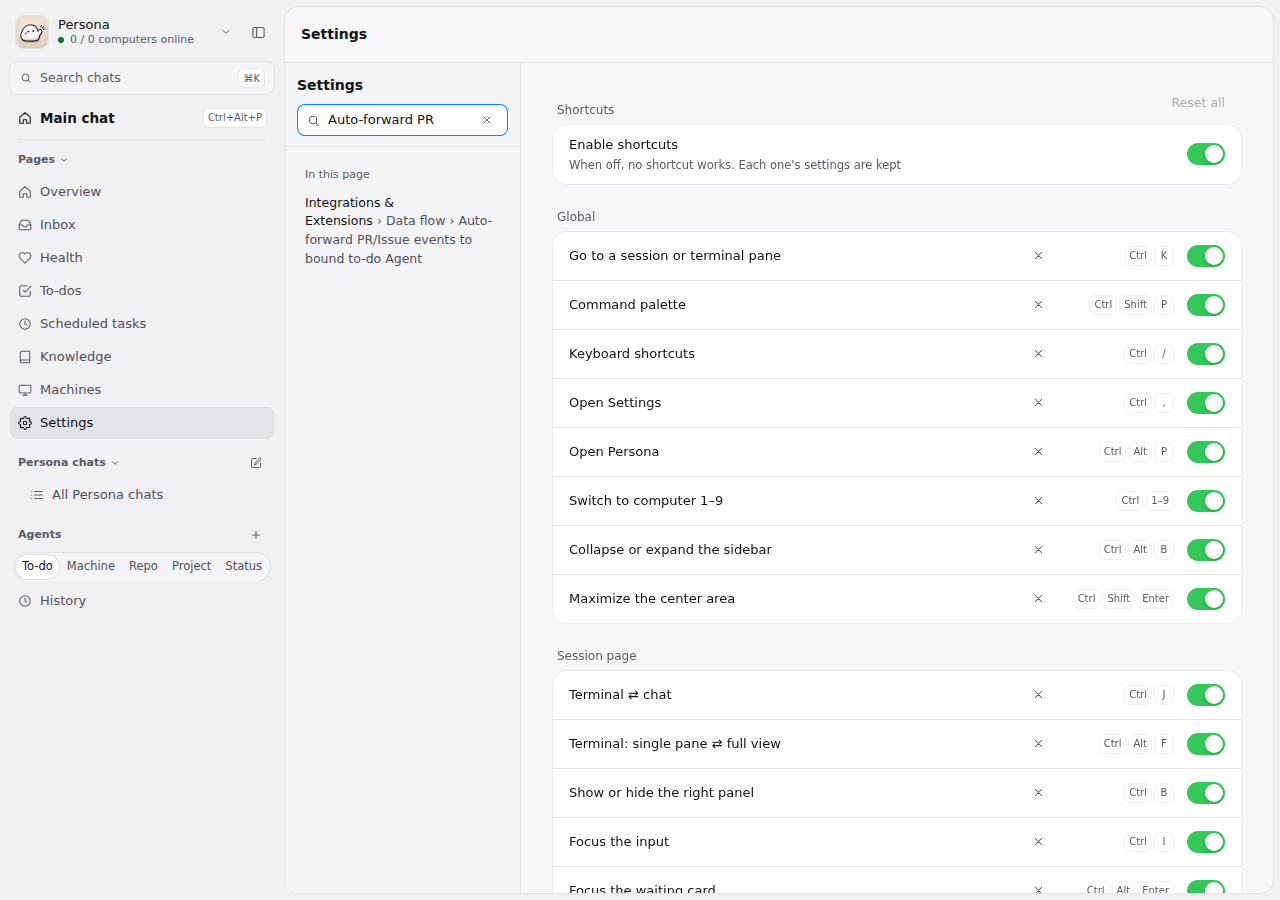 Persona
0 / 0 computers online
Search chats
⌘K
Main chat
Ctrl+Alt+P
Pages
Overview
Inbox
Health
To-dos
Scheduled tasks
Knowledge
Machines
Settings
Persona chats
All Persona chats
Agents
To-do Machine Repo Project Status
History
Settings
Settings
Auto-forward PR
In this page
Integrations &
Extensions › Data flow › Auto-
forward PR/Issue events to
bound to-do Agent
Reset all
Shortcuts
Enable shortcuts
When off, no shortcut works. Each one's settings are kept
Global
Go to a session or terminal pane Ctrl K
Command palette Ctrl Shift P
Keyboard shortcuts Ctrl /
Open Settings Ctrl ,
Open Persona Ctrl Alt P
Switch to computer 1–9 Ctrl 1–9
Collapse or expand the sidebar Ctrl Alt B
Maximize the center area Ctrl Shift Enter
Session page
Terminal ⇄ chat Ctrl J
Terminal: single pane ⇄ full view Ctrl Alt F
Show or hide the right panel Ctrl B
Focus the input Ctrl I
Focus the waiting card Ctrl Alt Enter